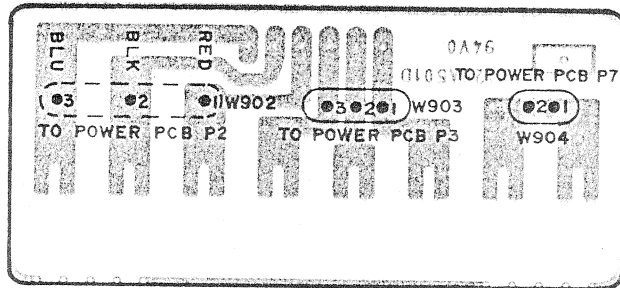 BLU
BLK
RED
94V0
TO POWER PCB P7
3 2 1 W902
3 2 1 W903
2 1
TO POWER PCB P2
TO POWER PCB P3
W904